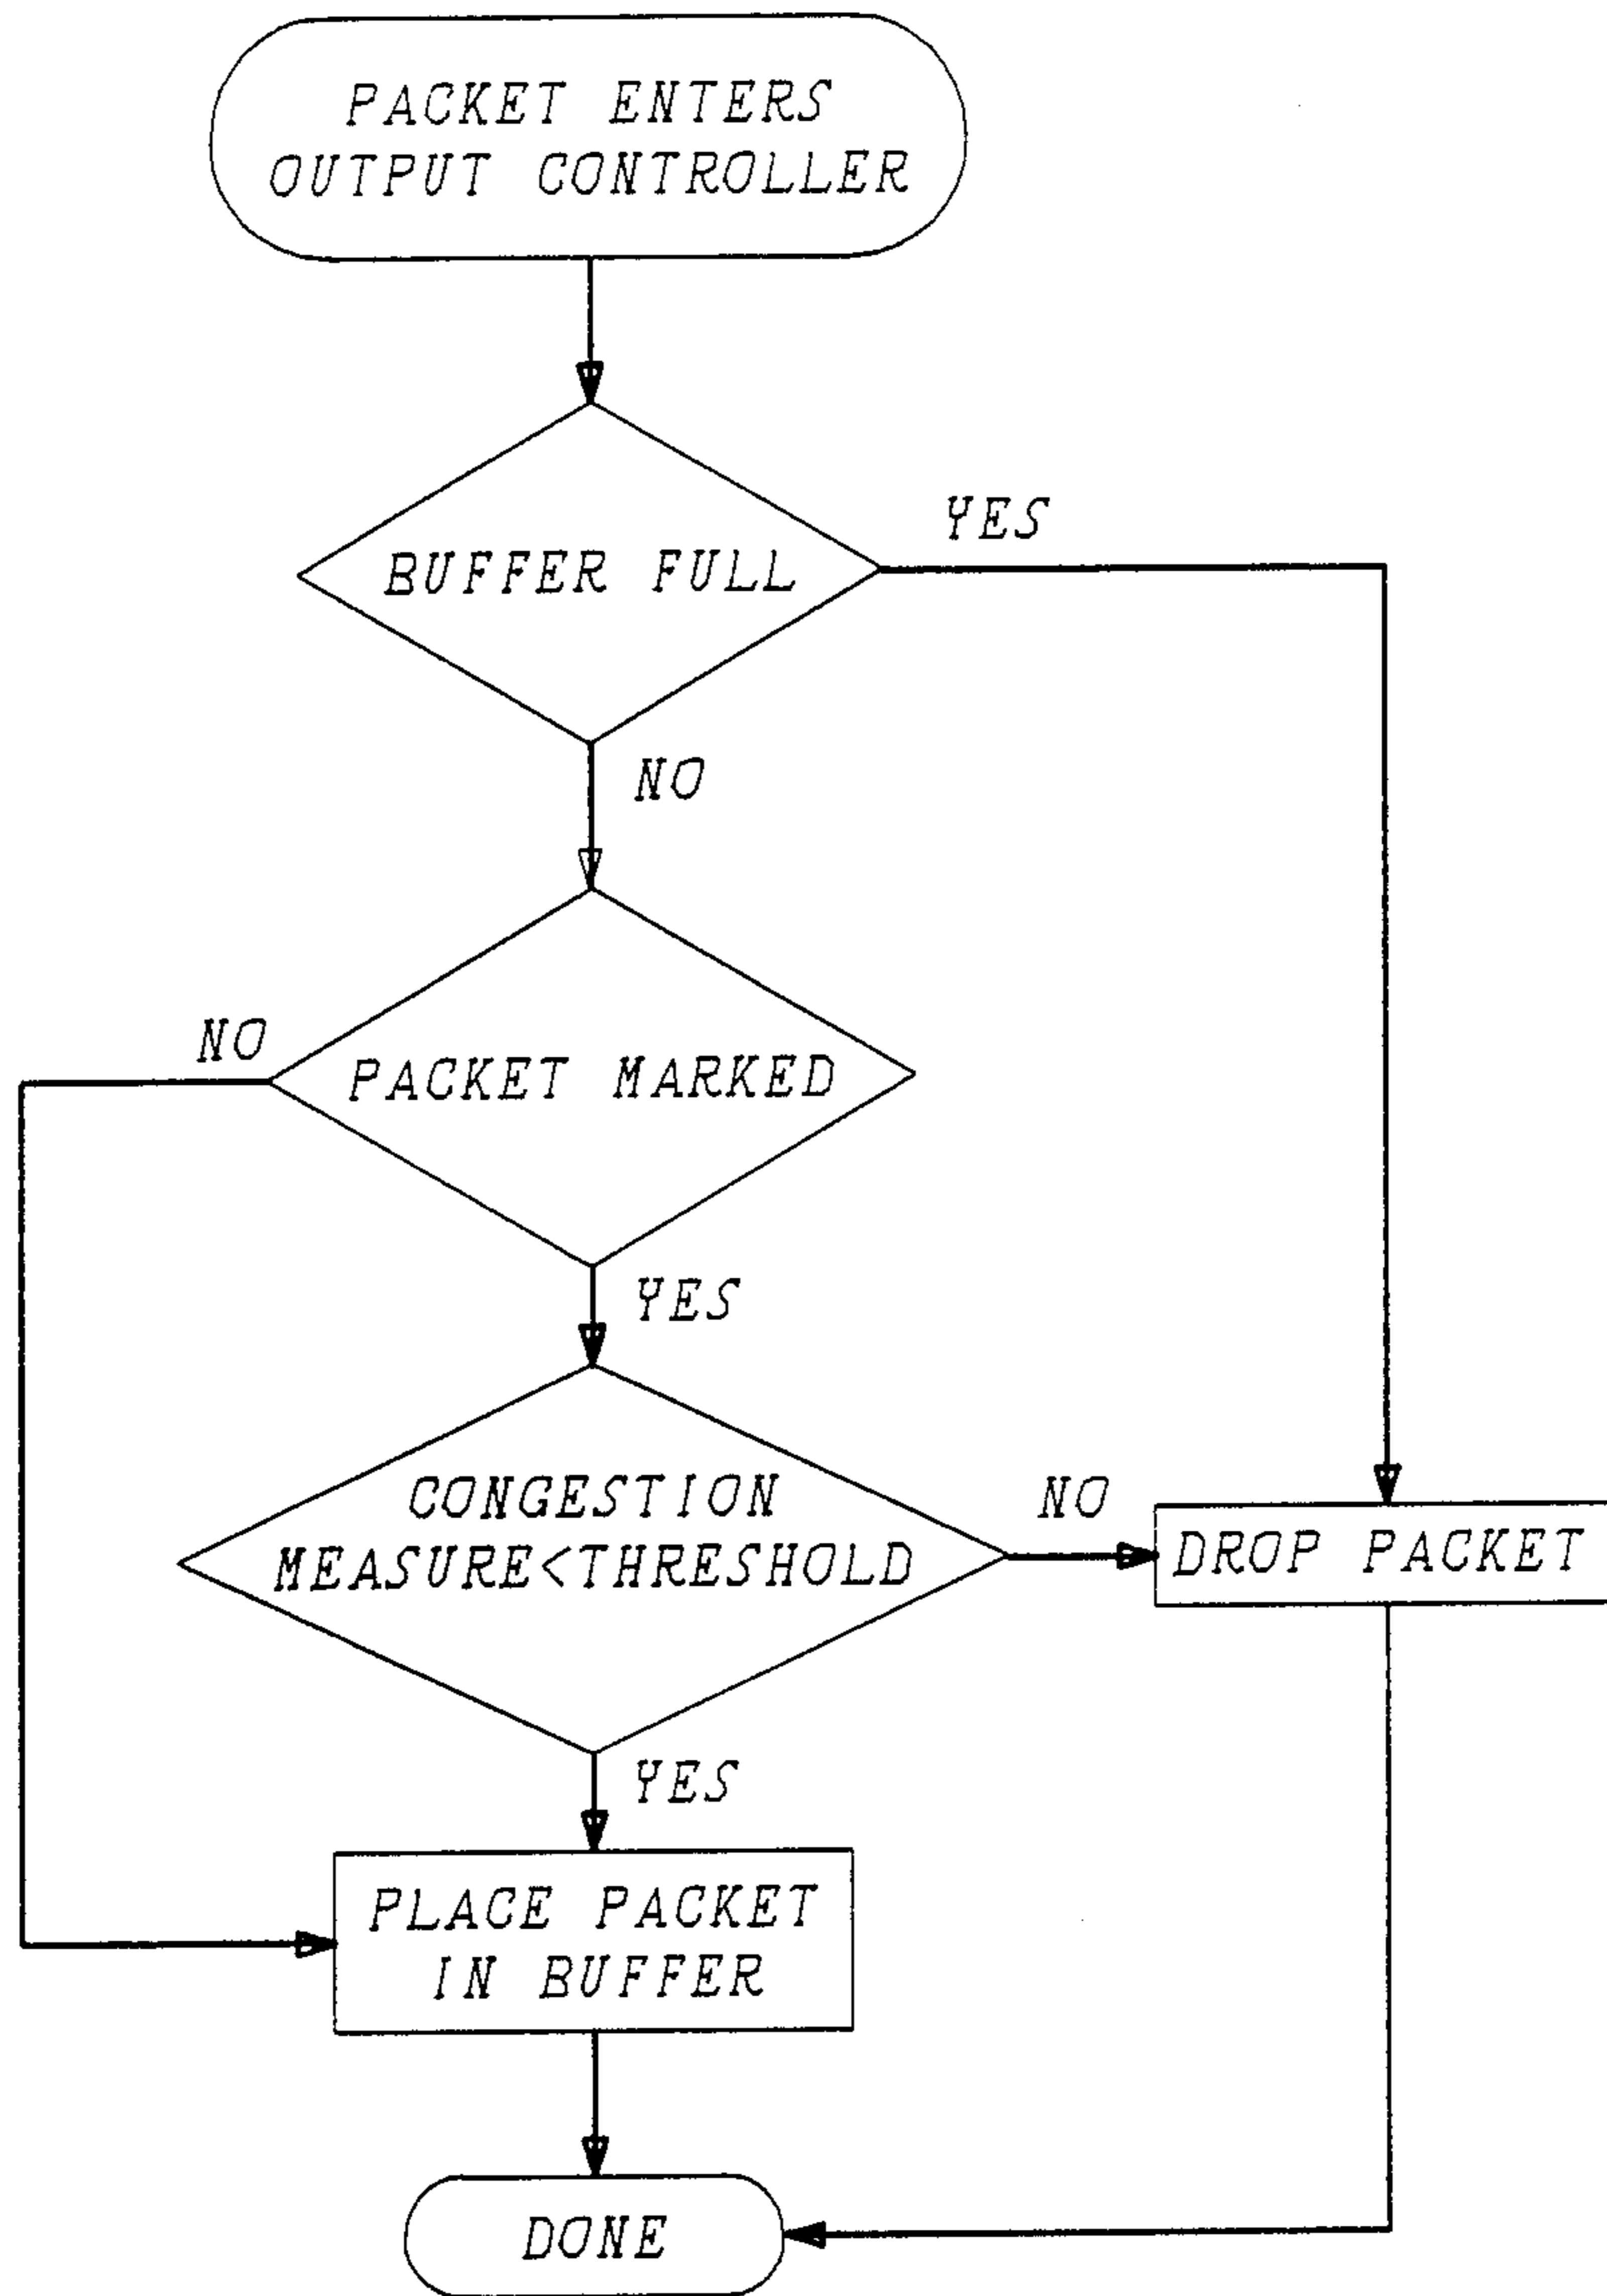 PACKET ENTERS
OUTPUT CONTROLLER
YES
BUFFER FULL
NO
NO
PACKET MARKED
YES
CONGESTION
MEASURE<THRESHOLD
NO
DROP PACKET
YES
PLACE PACKET
IN BUFFER
DONE